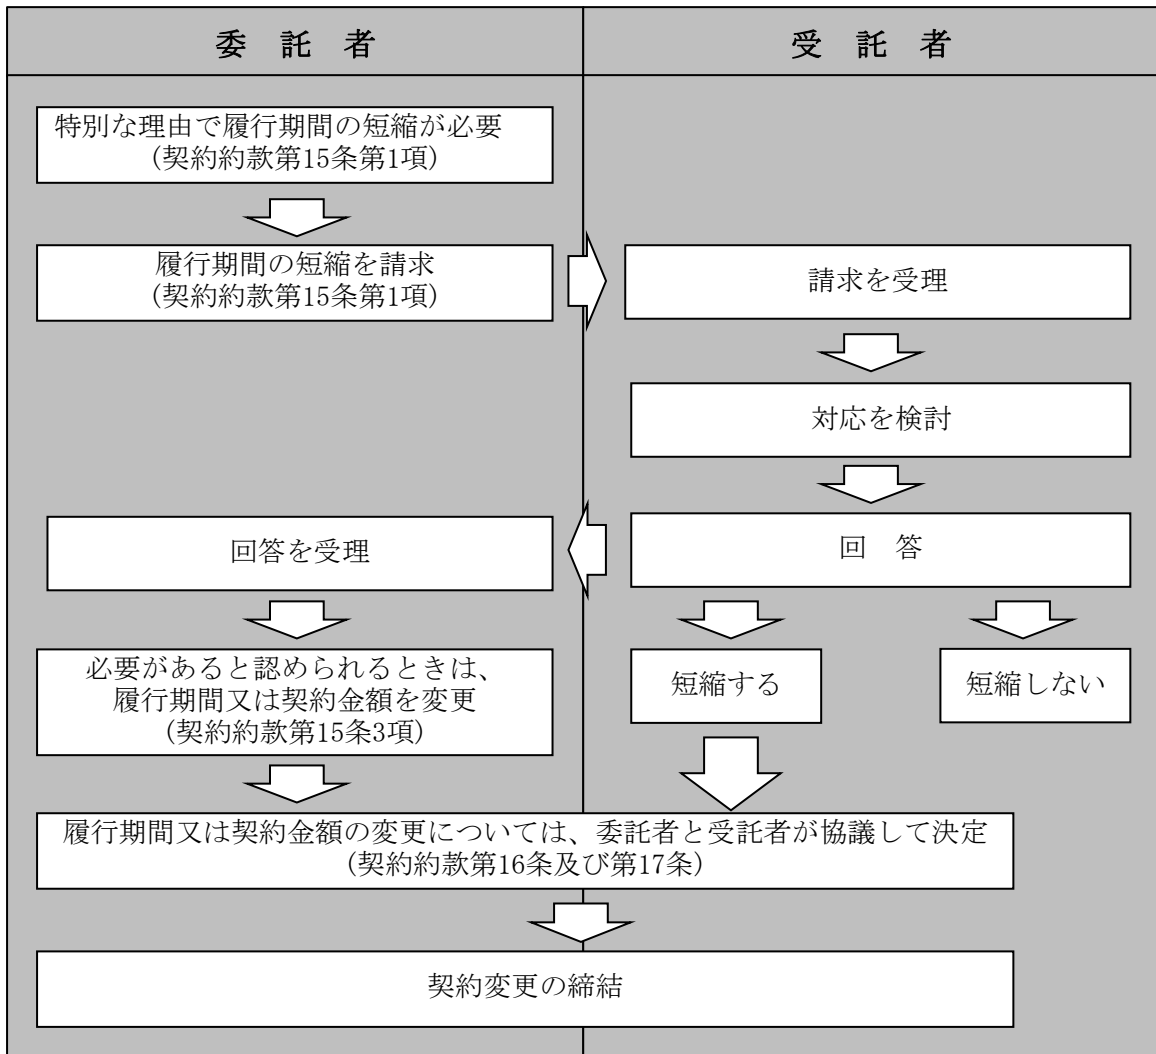 委　託　者
受　託　者
特別な理由で履行期間の短縮が必要
（契約約款第15条第1項）
履行期間の短縮を請求
（契約約款第15条第1項）
請求を受理
対応を検討
回　答
回答を受理
必要があると認められるときは、
履行期間又は契約金額を変更
（契約約款第15条3項）
短縮する
短縮しない
履行期間又は契約金額の変更については、委託者と受託者が協議して決定
（契約約款第16条及び第17条）
契約変更の締結